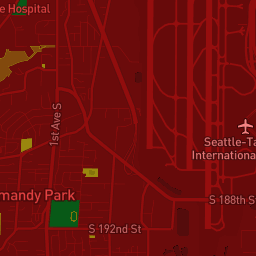 e Hospital
1st Ave S
Seattle-Ta
International
mandy Park
S 188th S
S 192nd St